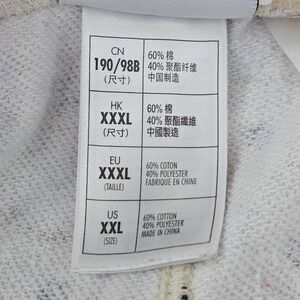 CN
190/98B
(尺寸)
60% 棉
40% 聚酯纤维
中国制造
HK
XXXL
(尺寸)
60% 棉
40% 聚酯纖維
中國製造
EU
XXXL
(TAILLE)
60% COTON
40% POLYESTER
FABRIQUE EN CHINE
US
XXL
(SIZE)
60% COTTON
40% POLYESTER
MADE IN CHINA